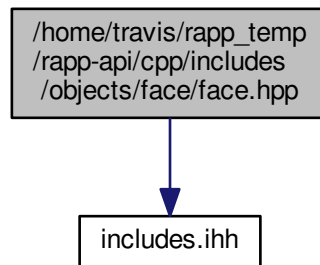 /home/travis/rapp_temp
/rapp-api/cpp/includes
/objects/face/face.hpp
includes.ihh